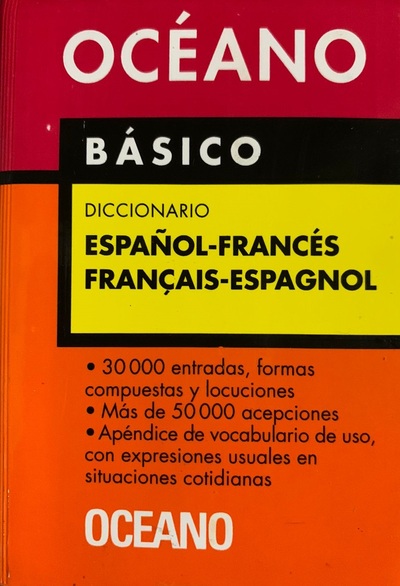 OCÉANO
BÁSICO
DICCIONARIO
ESPAÑOL-FRANCÉS
FRANÇAIS-ESPAGNOL
• 30 000 entradas, formas
compuestas y locuciones
• Más de 50 000 acepciones
• Apéndice de vocabulario de uso,
con expresiones usuales en
situaciones cotidianas
OCEANO